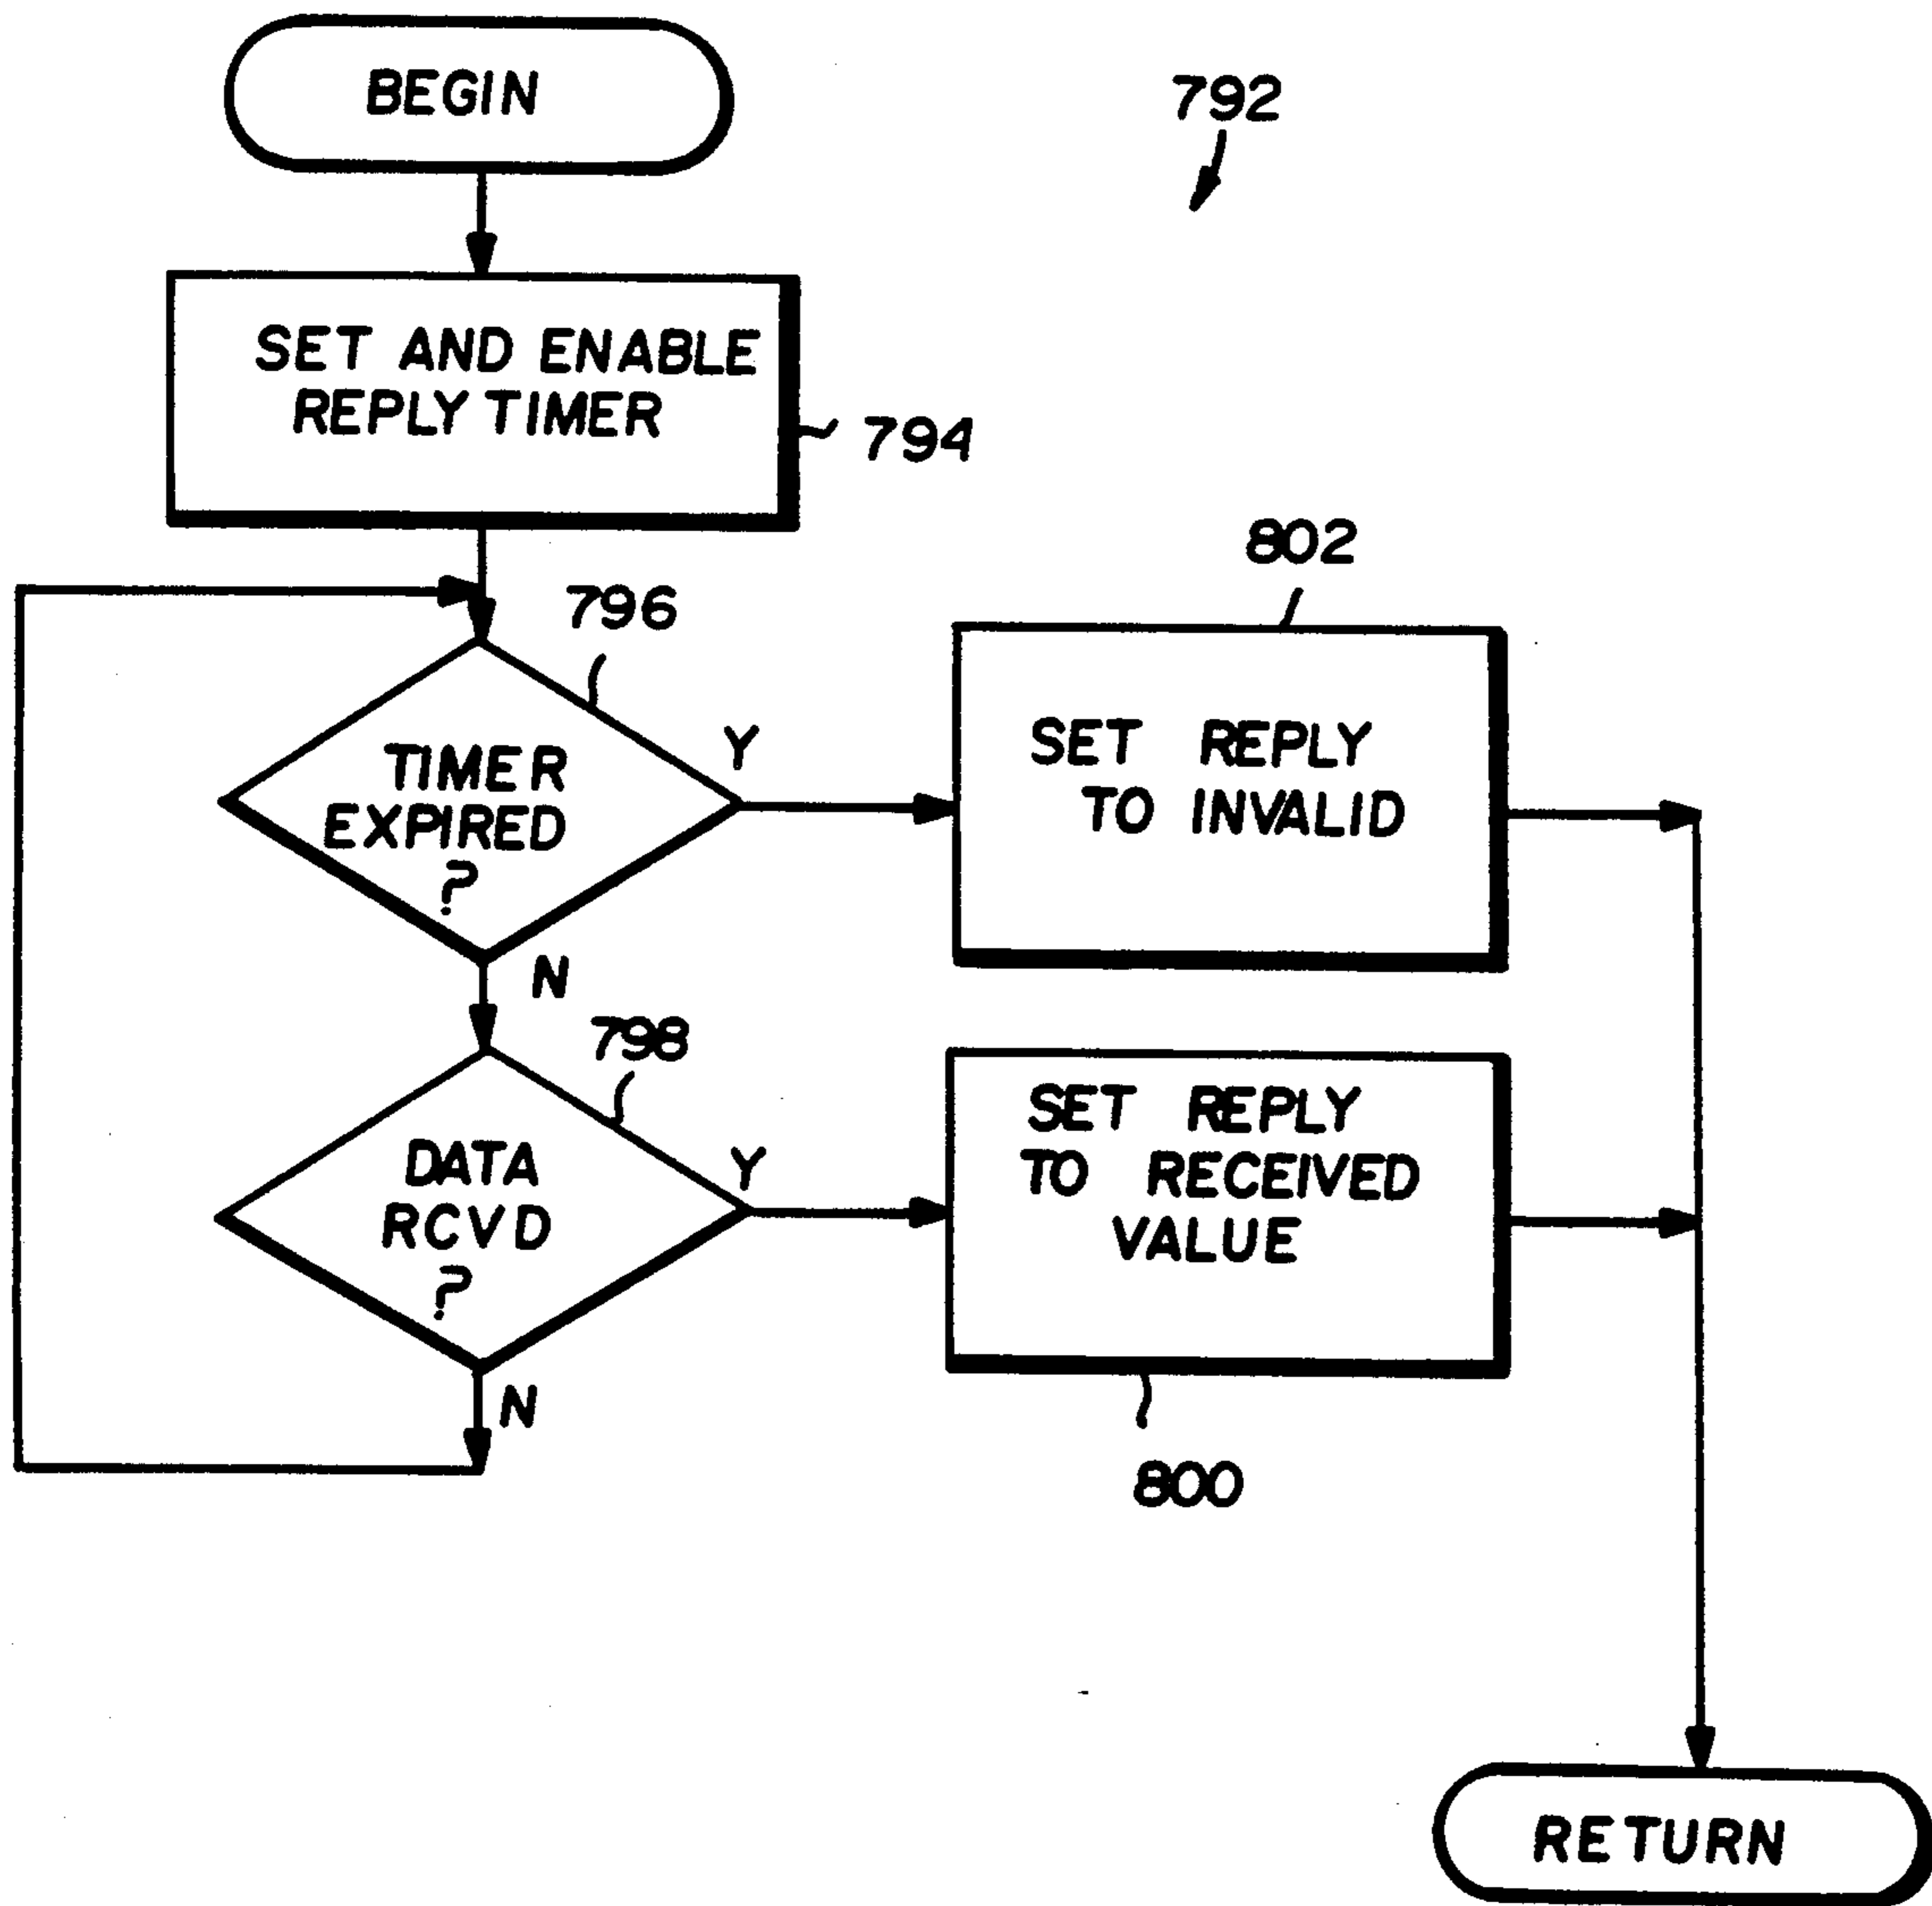 BEGIN
792
SET AND ENABLE
REPLY TIMER
794
796
802
TIMER
EXPIRED
?
Y
N
SET REPLY
TO INVALID
798
DATA
RCVD
?
Y
N
SET REPLY
TO RECEIVED
VALUE
800
RETURN